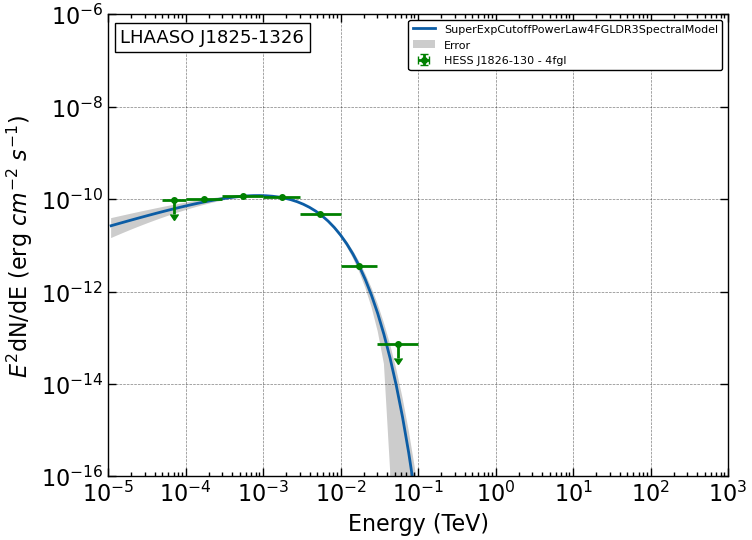 LHAASO J1825-1326
SuperExpCutoffPowerLaw4FGLDR3SpectralModel
Error
HESS J1826-130 - 4fgl
E²dN/dE (erg cm⁻² s⁻¹)
10⁻⁶
10⁻⁸
10⁻¹⁰
10⁻¹²
10⁻¹⁴
10⁻¹⁶
10⁻⁵ 10⁻⁴ 10⁻³ 10⁻² 10⁻¹ 10⁰ 10¹ 10² 10³
Energy (TeV)